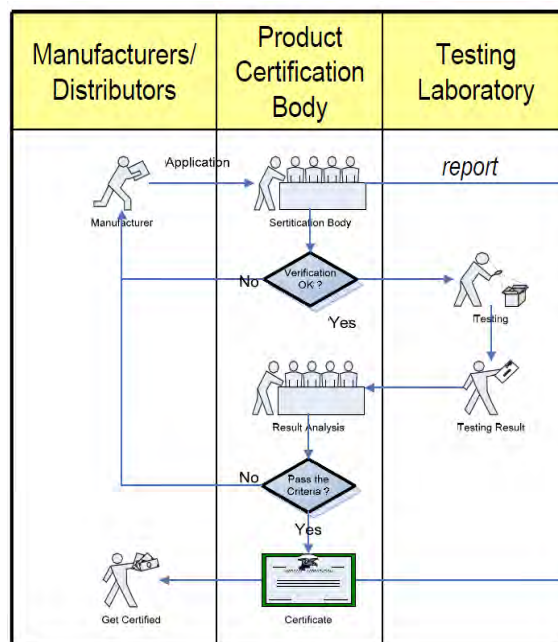 Manufacturers/
Distributors
Product
Certification
Body
Testing
Laboratory
Application
report
Manufacturer
Sertitication Body
Verification
OK ?
No
Yes
Testing
Result Analysis
Testing Result
No
Pass the
Criteria ?
Yes
Get Certified
Certificate